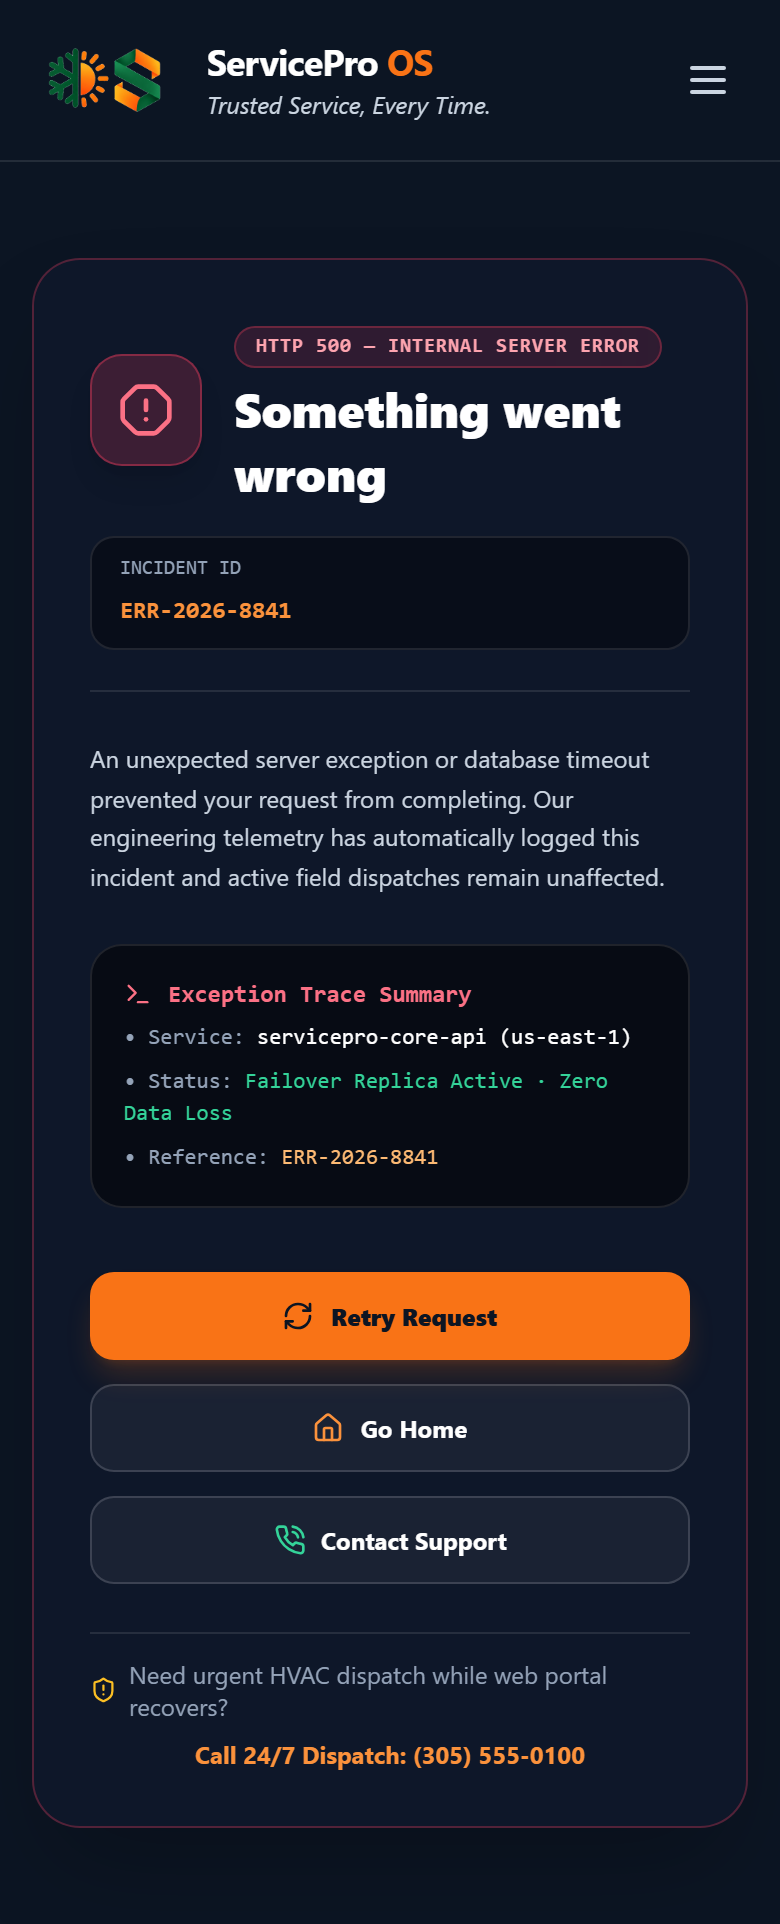 ServicePro OS
Trusted Service, Every Time.
HTTP 500 — INTERNAL SERVER ERROR
Something went
wrong
INCIDENT ID
ERR-2026-8841
An unexpected server exception or database timeout
prevented your request from completing. Our
engineering telemetry has automatically logged this
incident and active field dispatches remain unaffected.
Exception Trace Summary
• Service: servicepro-core-api (us-east-1)
• Status: Failover Replica Active · Zero
Data Loss
• Reference: ERR-2026-8841
Retry Request
Go Home
Contact Support
Need urgent HVAC dispatch while web portal
recovers?
Call 24/7 Dispatch: (305) 555-0100